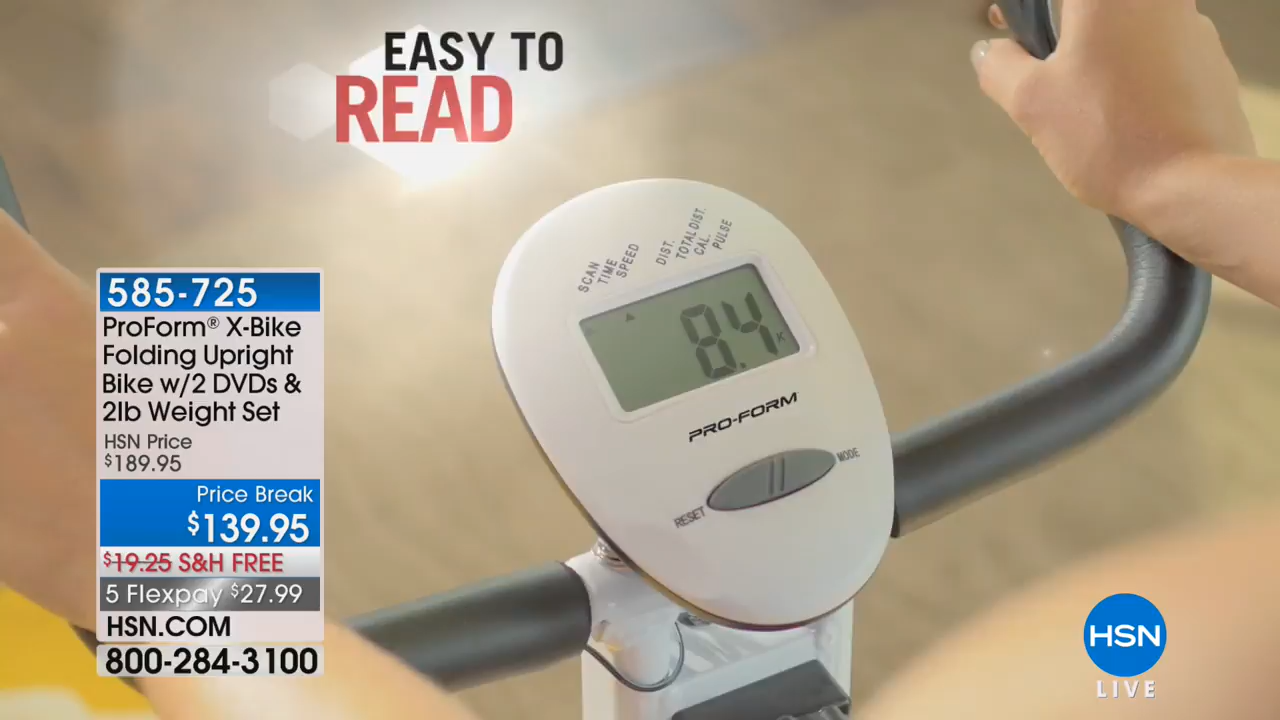 EASY TO
READ
SCAN
TIME
SPEED
DIST.
TOTAL DIST.
CAL.
PULSE
8.4
K
PRO-FORM
RESET
MODE
585-725
ProForm® X-Bike
Folding Upright
Bike w/2 DVDs &
2lb Weight Set
HSN Price
$189.95
Price Break
$139.95
$19.25 S&H FREE
5 Flexpay $27.99
HSN.COM
800-284-3100
HSN
LIVE